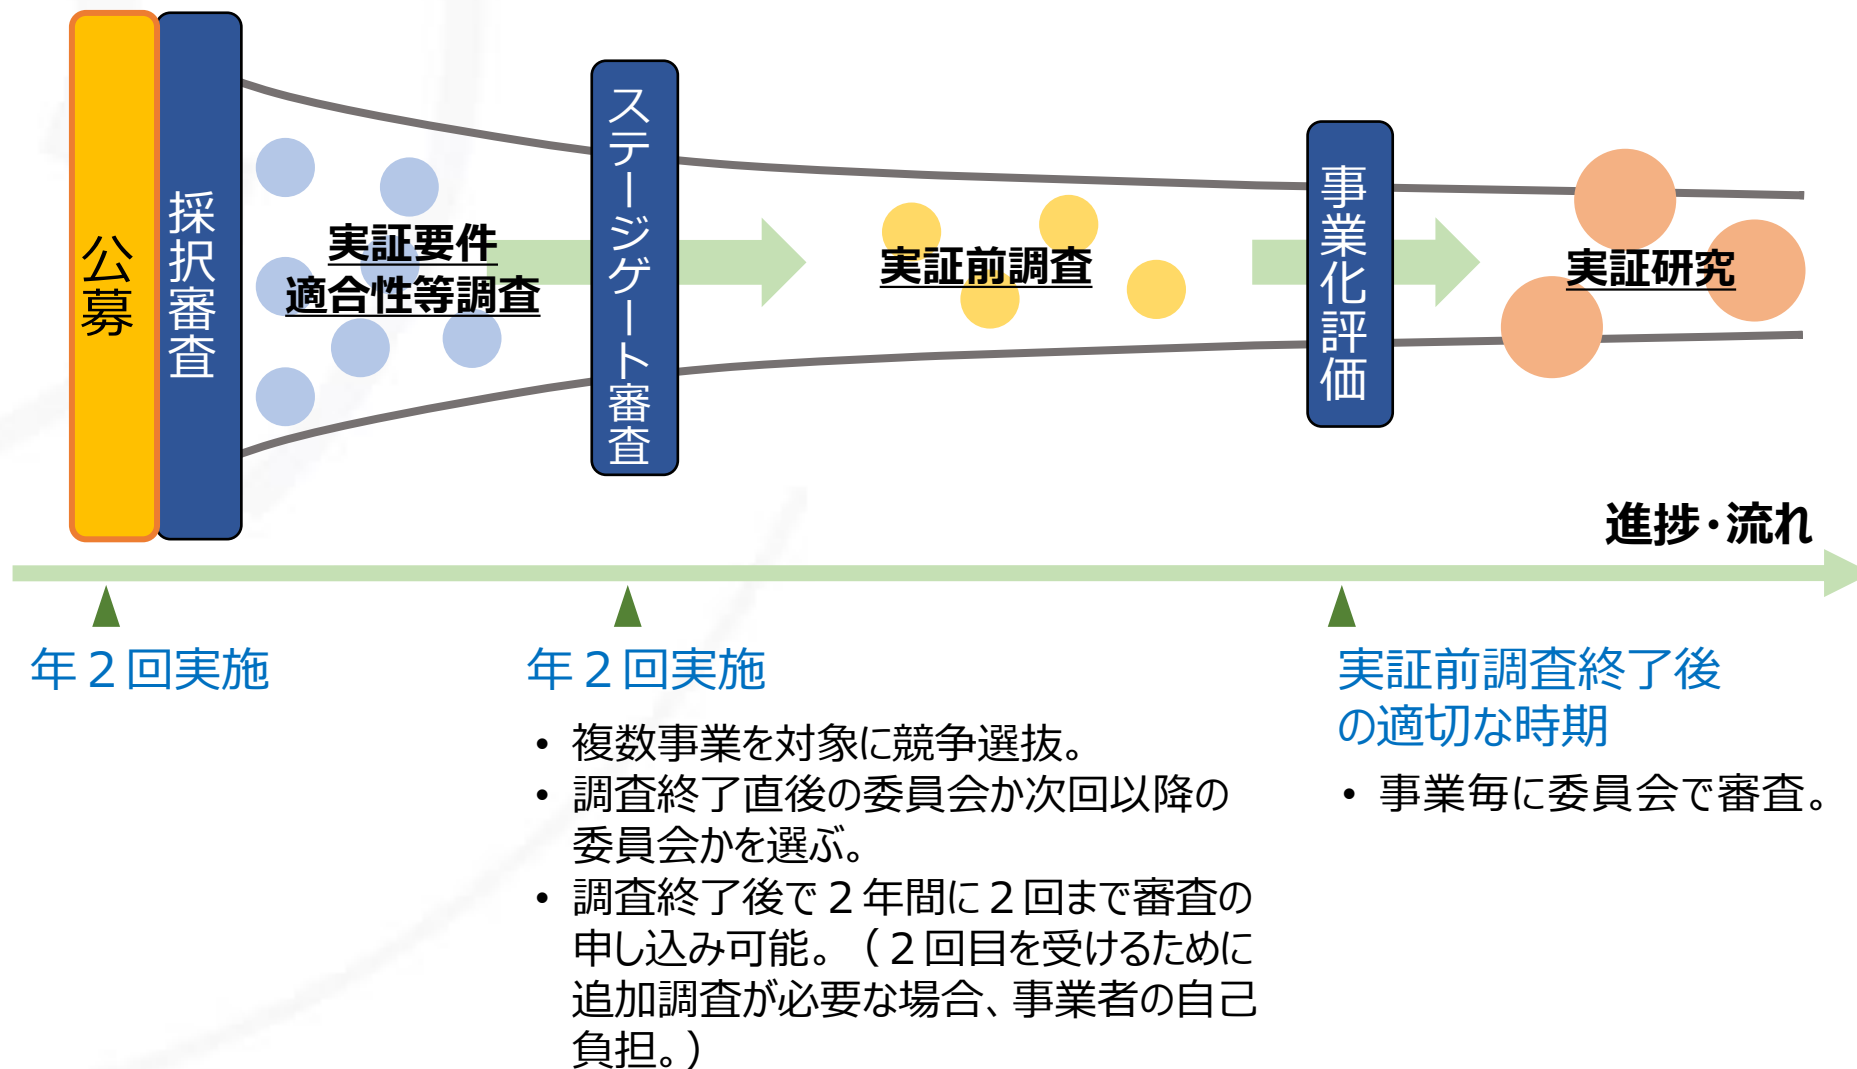 公募
採択審査
実証要件
適合性等調査
ステージゲート審査
実証前調査
事業化評価
実証研究
進捗・流れ
年２回実施
年２回実施
• 複数事業を対象に競争選抜。
• 調査終了直後の委員会か次回以降の
委員会かを選ぶ。
• 調査終了後で２年間に２回まで審査の
申し込み可能。（２回目を受けるために
追加調査が必要な場合、事業者の自己
負担。）
実証前調査終了後
の適切な時期
• 事業毎に委員会で審査。